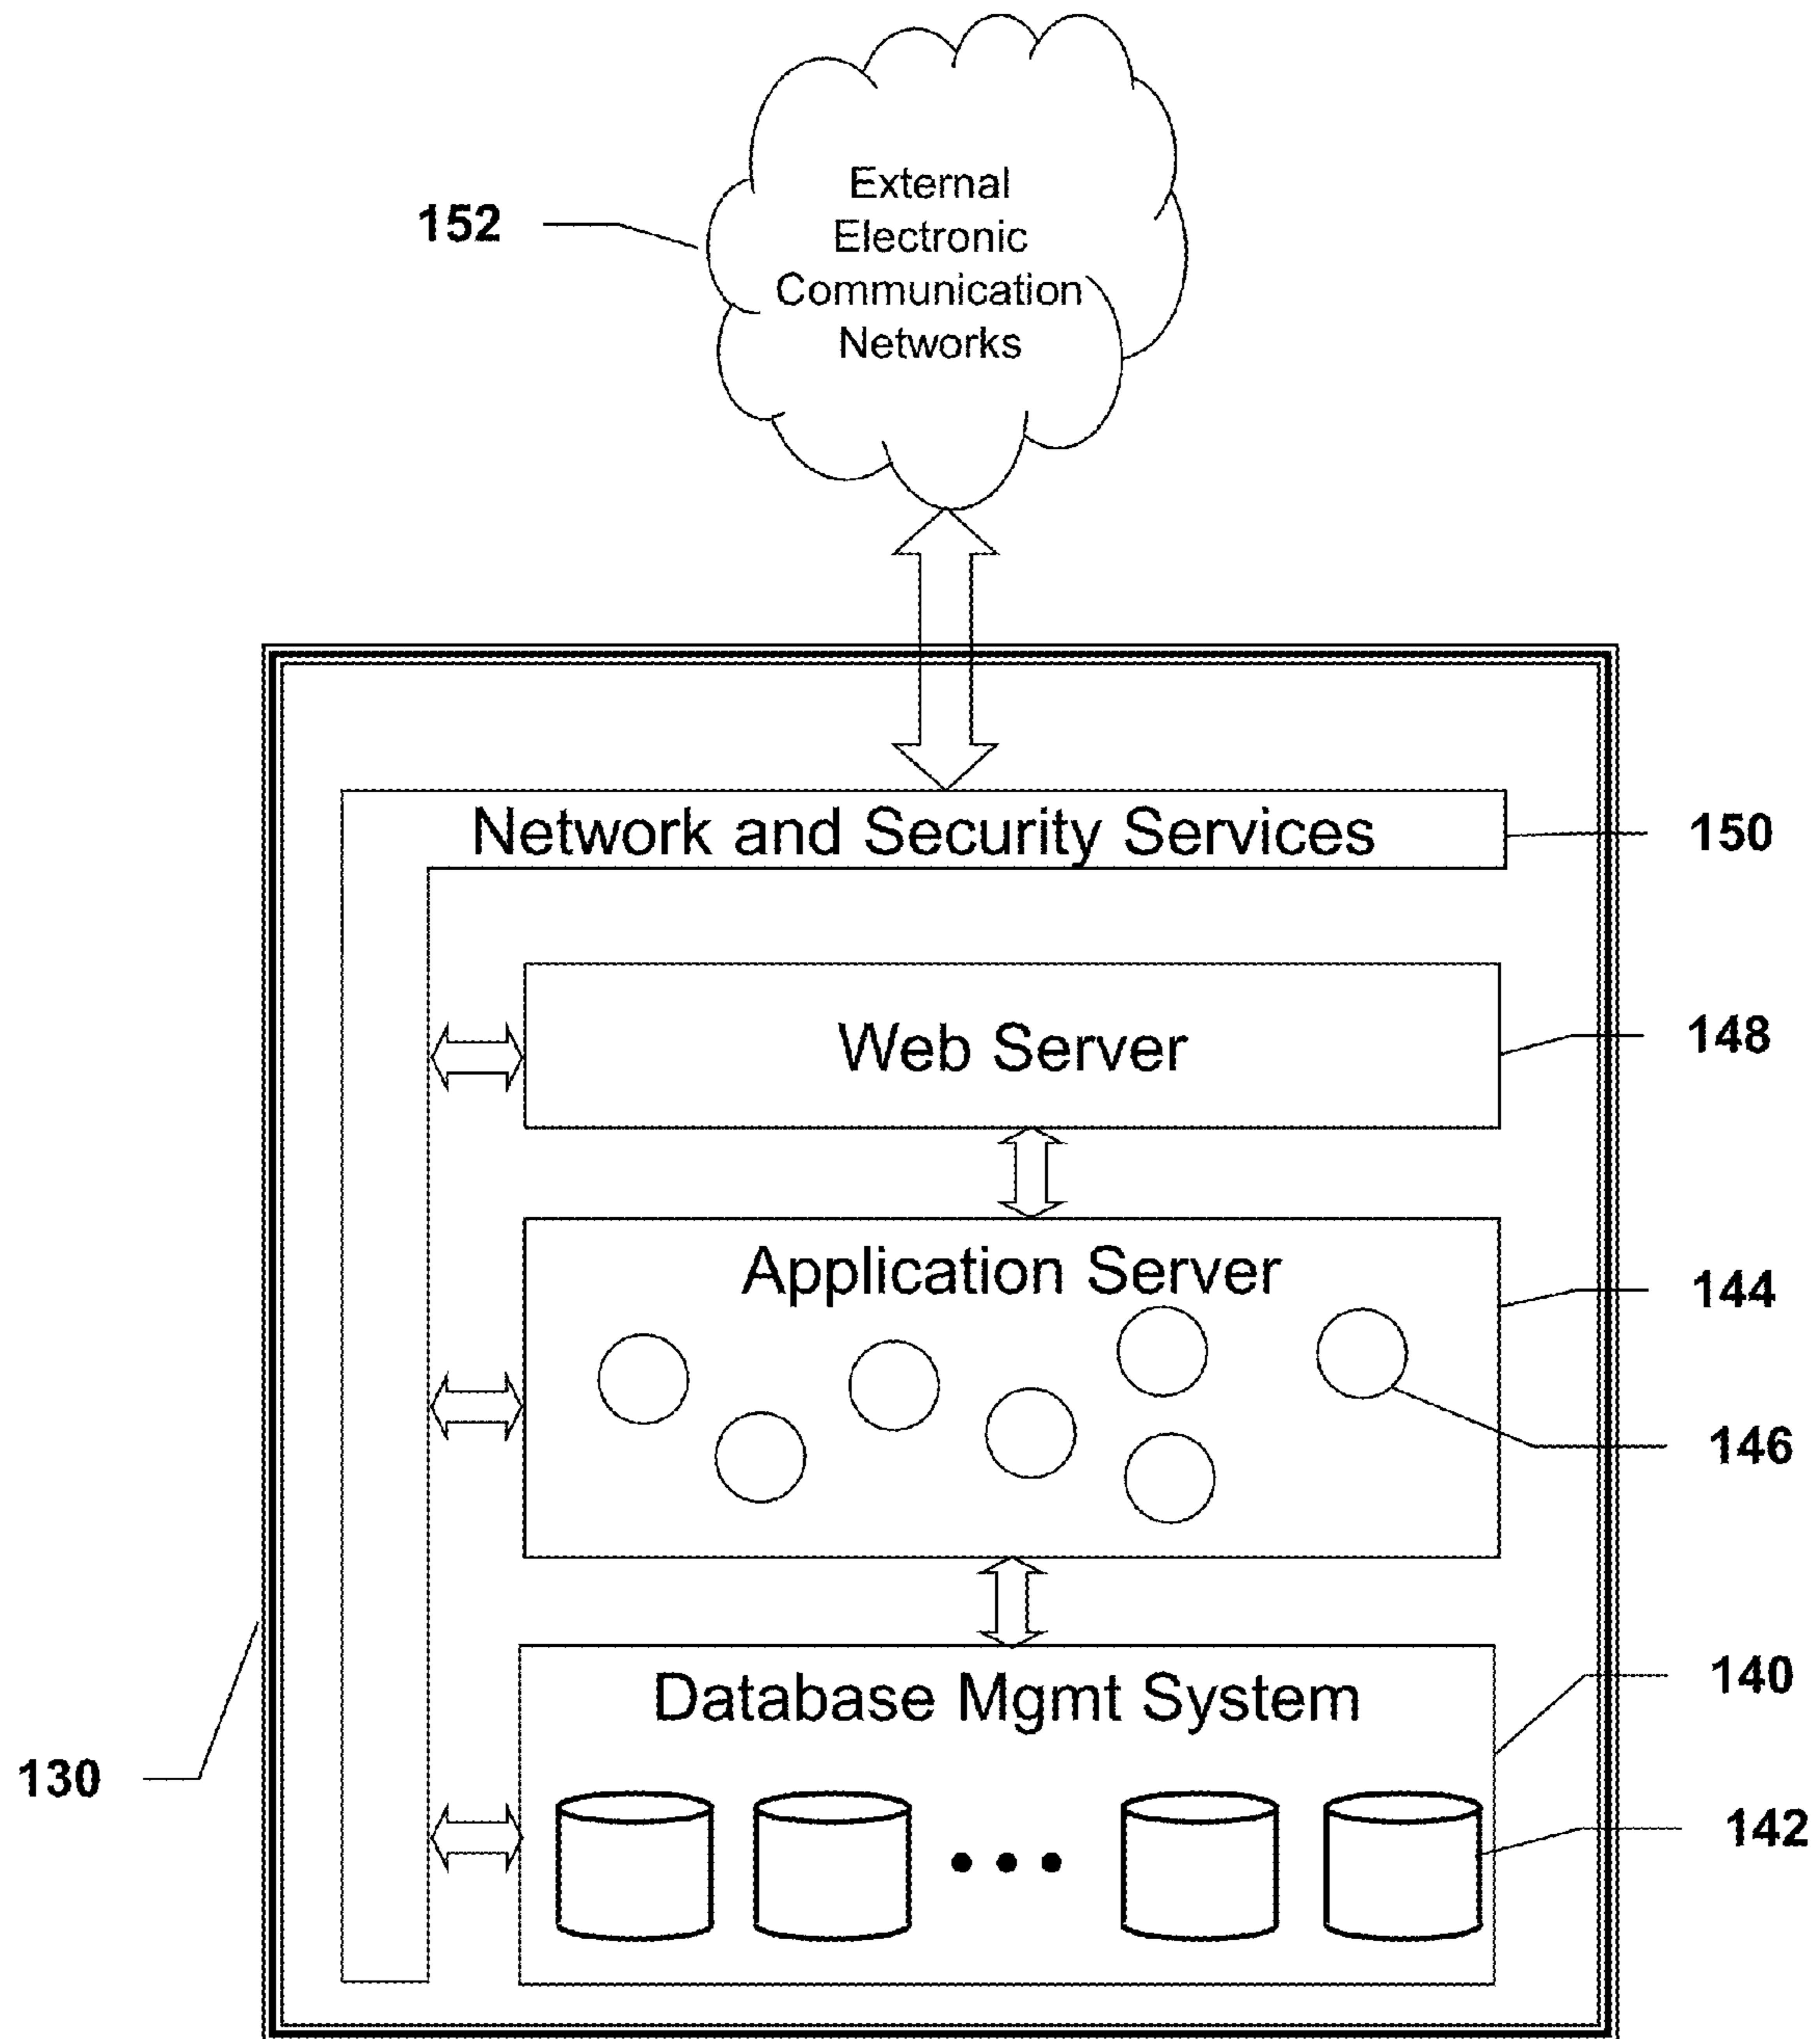 External
152
Electronic
Communication
Networks
Network and Security Services
150
Web Server
148
Application Server
144
146
Database Mgmt System
140
130
142